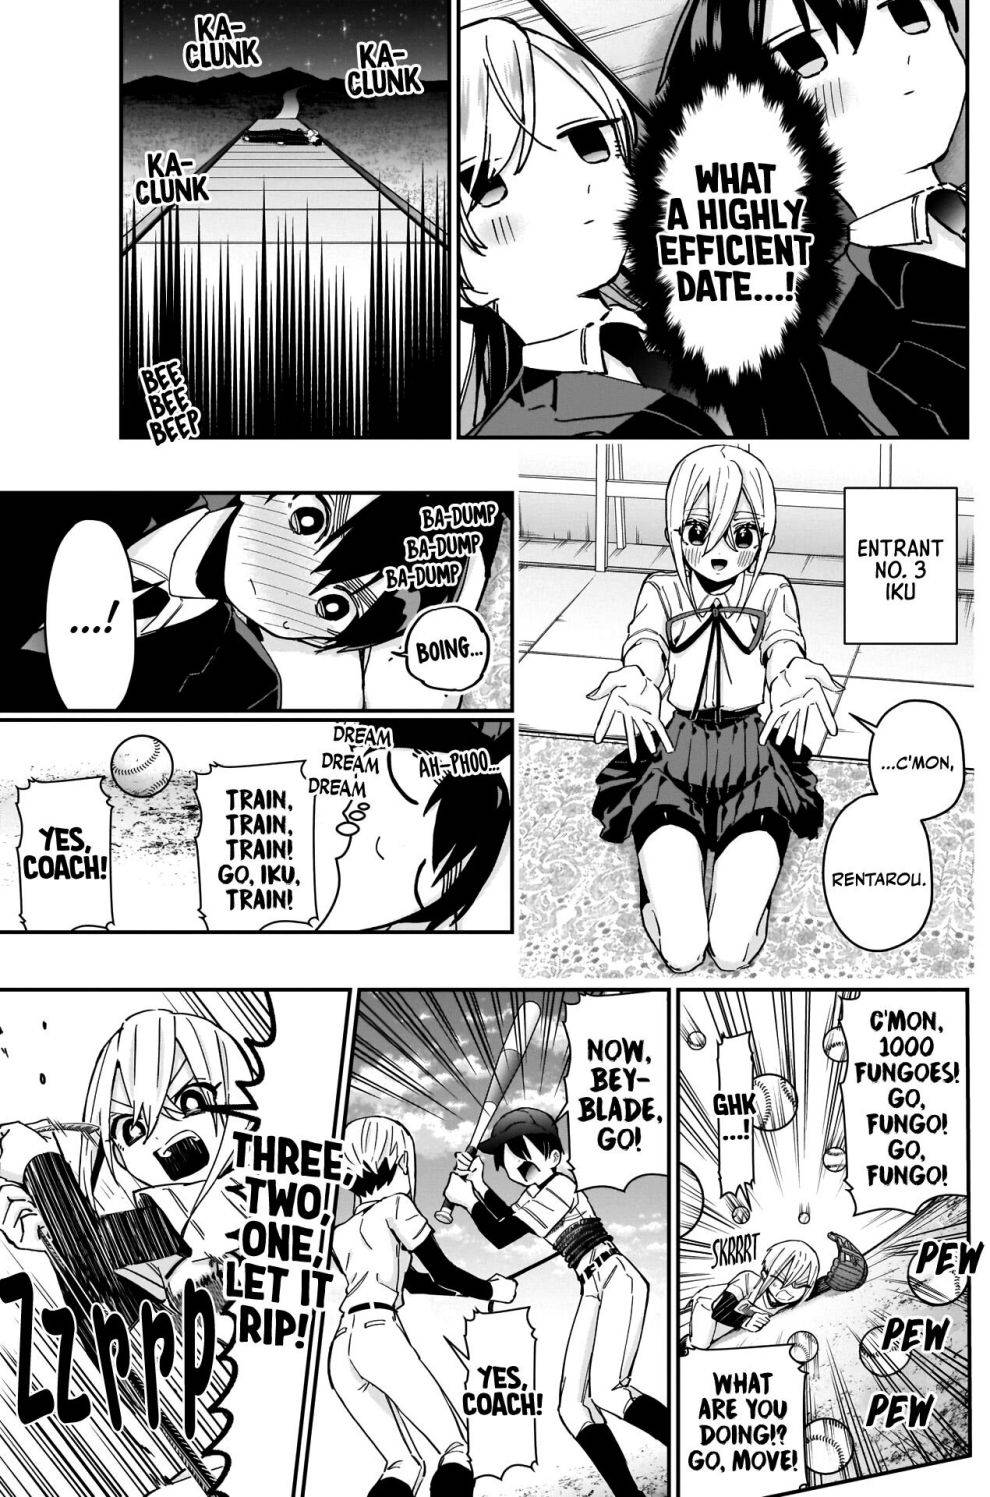 WHAT
A HIGHLY
EFFICIENT
DATE...!
KA-
CLUNK
KA-
CLUNK
KA-
CLUNK
BEE
BEE
BEEP
ENTRANT
NO. 3
IKU
...C'MON,
RENTAROU.
BA-DUMP
BA-DUMP
BA-DUMP
BOING...
....!
AH-PHOO...
DREAM
DREAM
DREAM
TRAIN,
TRAIN,
TRAIN!
GO, IKU,
TRAIN!
YES,
COACH!
C'MON,
1000
FUNGOES!
GO,
FUNGO!
GO,
FUNGO!
GHK
...!
SKRRRT
PEW
PEW
PEW
WHAT
ARE YOU
DOING!?
GO, MOVE!
NOW,
BEY-
BLADE,
GO!
YES,
COACH!
THREE,
TWO,
ONE,
LET IT
RIP!
Zzrrrp